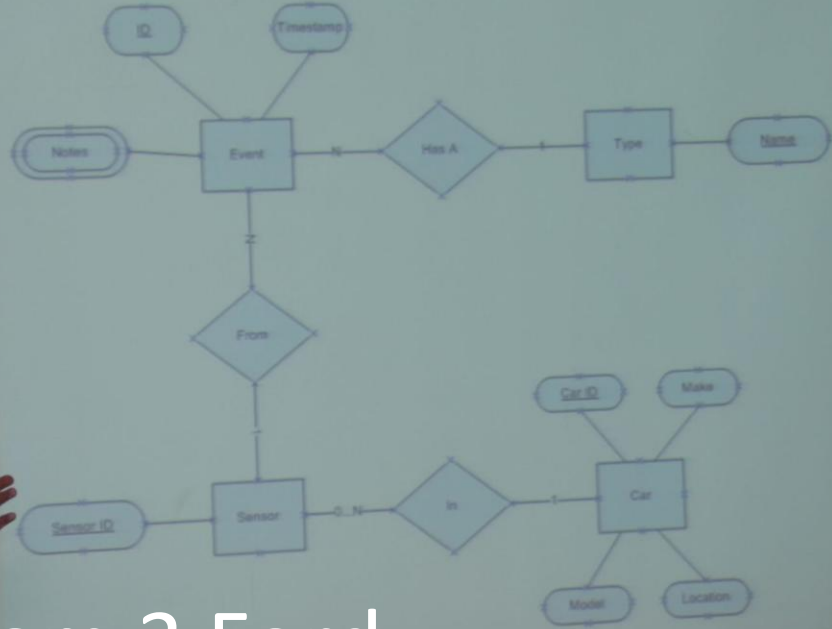 ID
Timestamp
Notes
Event
N
Has A
1
Type
Name
N
From
1
Car ID
Make
Sensor ID
Sensor
0...N
In
1
Car
Model
Location